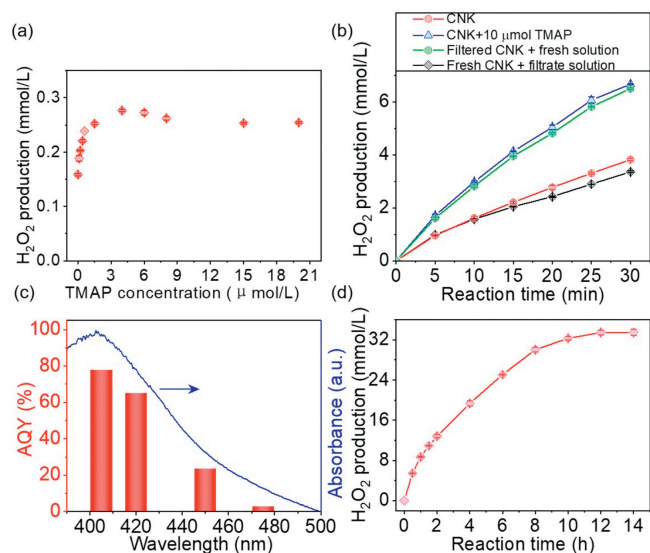 (a)
H₂O₂ production (mmol/L)
0.3
0.2
0.1
0.0
0 3 6 9 12 15 18 21
TMAP concentration ( μ mol/L)
(b)
CNK
CNK+10 μmol TMAP
Filtered CNK + fresh solution
Fresh CNK + filtrate solution
H₂O₂ production (mmol/L)
6
4
2
0
0 5 10 15 20 25 30
Reaction time (min)
(c)
AQY (%)
100
80
60
40
20
0
400 420 440 460 480 500
Wavelength (nm)
Absorbance (a.u.)
(d)
H₂O₂ production (mmol/L)
32
24
16
8
0
0 2 4 6 8 10 12 14
Reaction time (h)